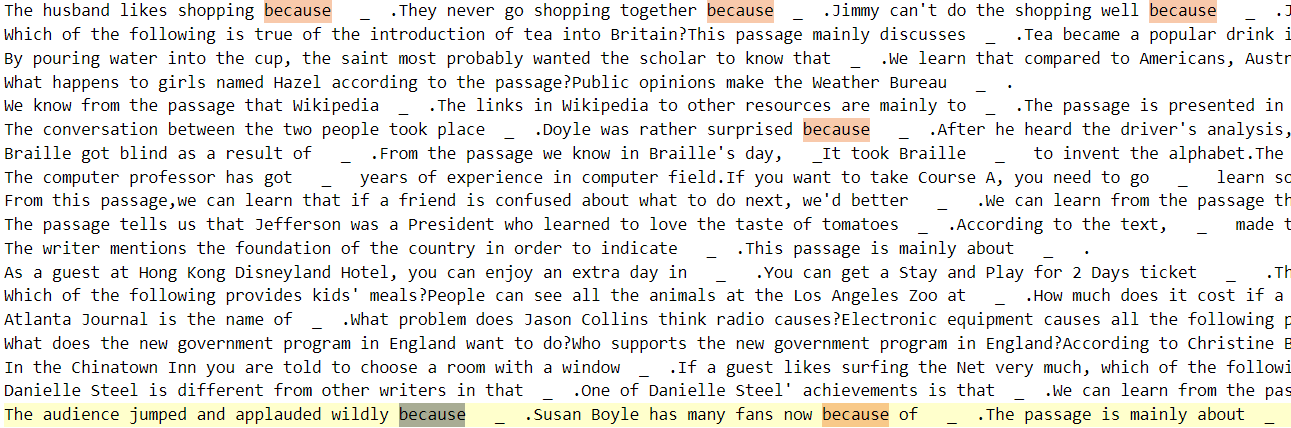 The husband likes shopping because _ .They never go shopping together because _ .Jimmy can't do the shopping well because _ .J
Which of the following is true of the introduction of tea into Britain?This passage mainly discusses _ .Tea became a popular drink i
By pouring water into the cup, the saint most probably wanted the scholar to know that _ .We learn that compared to Americans, Austr
What happens to girls named Hazel according to the passage?Public opinions make the Weather Bureau _ .
We know from the passage that Wikipedia _ .The links in Wikipedia to other resources are mainly to _ .The passage is presented in
The conversation between the two people took place _ .Doyle was rather surprised because _ .After he heard the driver's analysis,
Braille got blind as a result of _ .From the passage we know in Braille's day, _It took Braille _ to invent the alphabet.The
The computer professor has got _ years of experience in computer field.If you want to take Course A, you need to go _ learn so
From this passage,we can learn that if a friend is confused about what to do next, we'd better _ .We can learn from the passage th
The passage tells us that Jefferson was a President who learned to love the taste of tomatoes _ .According to the text, _ made t
The writer mentions the foundation of the country in order to indicate _ .This passage is mainly about _ .
As a guest at Hong Kong Disneyland Hotel, you can enjoy an extra day in _ .You can get a Stay and Play for 2 Days ticket _ .Th
Which of the following provides kids' meals?People can see all the animals at the Los Angeles Zoo at _ .How much does it cost if a
Atlanta Journal is the name of _ .What problem does Jason Collins think radio causes?Electronic equipment causes all the following p
What does the new government program in England want to do?Who supports the new government program in England?According to Christine B
In the Chinatown Inn you are told to choose a room with a window _ .If a guest likes surfing the Net very much, which of the followi
Danielle Steel is different from other writers in that _ .One of Danielle Steel' achievements is that _ .We can learn from the pas
The audience jumped and applauded wildly because _ .Susan Boyle has many fans now because of _ .The passage is mainly about _